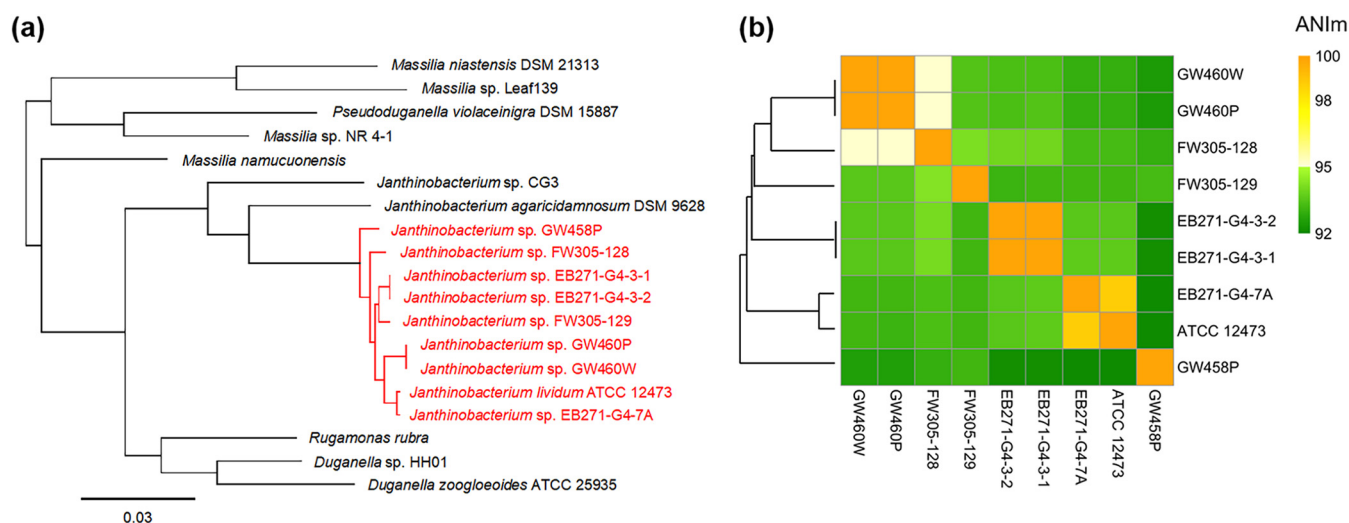 (a)
Massilia niastensis DSM 21313
Massilia sp. Leaf139
Pseudoduganella violaceinigra DSM 15887
Massilia sp. NR 4-1
Massilia namucuonensis
Janthinobacterium sp. CG3
Janthinobacterium agaricidamnosum DSM 9628
Janthinobacterium sp. GW458P
Janthinobacterium sp. FW305-128
Janthinobacterium sp. EB271-G4-3-1
Janthinobacterium sp. EB271-G4-3-2
Janthinobacterium sp. FW305-129
Janthinobacterium sp. GW460P
Janthinobacterium sp. GW460W
Janthinobacterium lividum ATCC 12473
Janthinobacterium sp. EB271-G4-7A
Rugamonas rubra
Duganella sp. HH01
Duganella zoogloeoides ATCC 25935
0.03
(b)
GW460W
GW460P
FW305-128
FW305-129
EB271-G4-3-2
EB271-G4-3-1
EB271-G4-7A
ATCC 12473
GW458P
GW460W
GW460P
FW305-128
FW305-129
EB271-G4-3-2
EB271-G4-3-1
EB271-G4-7A
ATCC 12473
GW458P
ANIm
100
98
95
92